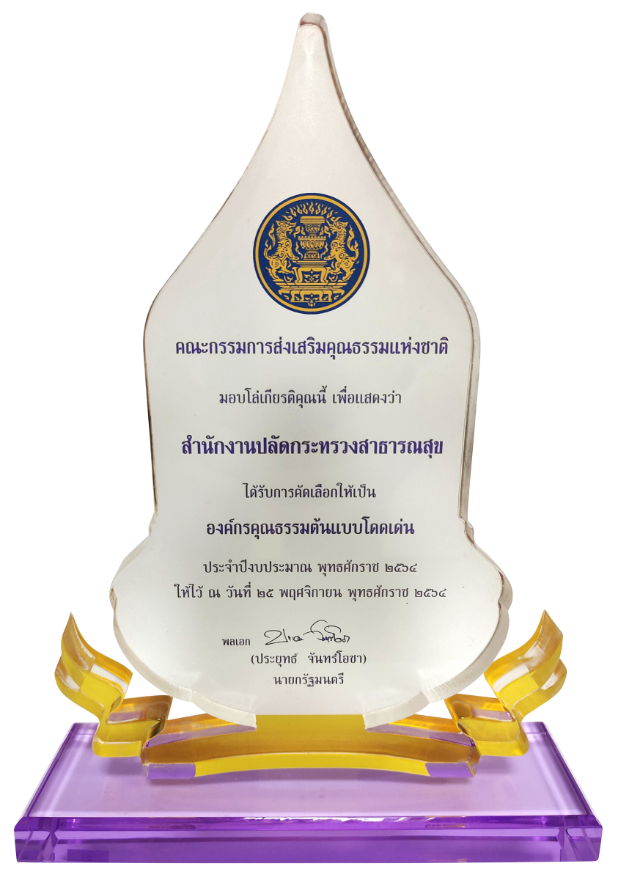 คณะกรรมการส่งเสริมคุณธรรมแห่งชาติ
มอบโล่เกียรติคุณนี้ เพื่อแสดงว่า
สำนักงานปลัดกระทรวงสาธารณสุข
ได้รับการคัดเลือกให้เป็น
องค์กรคุณธรรมต้นแบบโดดเด่น
ประจำปีงบประมาณ พุทธศักราช ๒๕๖๔
ให้ไว้ ณ วันที่ ๒๕ พฤศจิกายน พุทธศักราช ๒๕๖๔
พลเอก
(ประยุทธ์ จันทร์โอชา)
นายกรัฐมนตรี